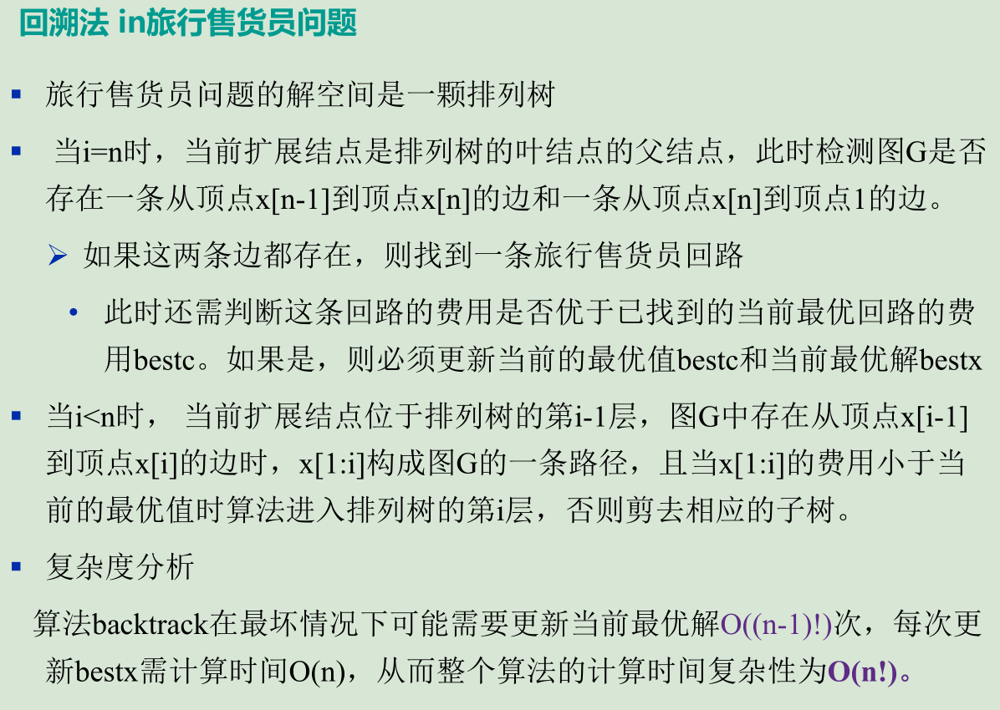 回溯法 in旅行售货员问题
▪ 旅行售货员问题的解空间是一颗排列树
▪ 当i=n时，当前扩展结点是排列树的叶结点的父结点，此时检测图G是否
存在一条从顶点x[n-1]到顶点x[n]的边和一条从顶点x[n]到顶点1的边。
➢ 如果这两条边都存在，则找到一条旅行售货员回路
• 此时还需判断这条回路的费用是否优于已找到的当前最优回路的费
用bestc。如果是，则必须更新当前的最优值bestc和当前最优解bestx
▪ 当i<n时， 当前扩展结点位于排列树的第i-1层，图G中存在从顶点x[i-1]
到顶点x[i]的边时，x[1:i]构成图G的一条路径，且当x[1:i]的费用小于当
前的最优值时算法进入排列树的第i层，否则剪去相应的子树。
▪ 复杂度分析
算法backtrack在最坏情况下可能需要更新当前最优解O((n-1)!)次，每次更
新bestx需计算时间O(n)，从而整个算法的计算时间复杂性为O(n!)。